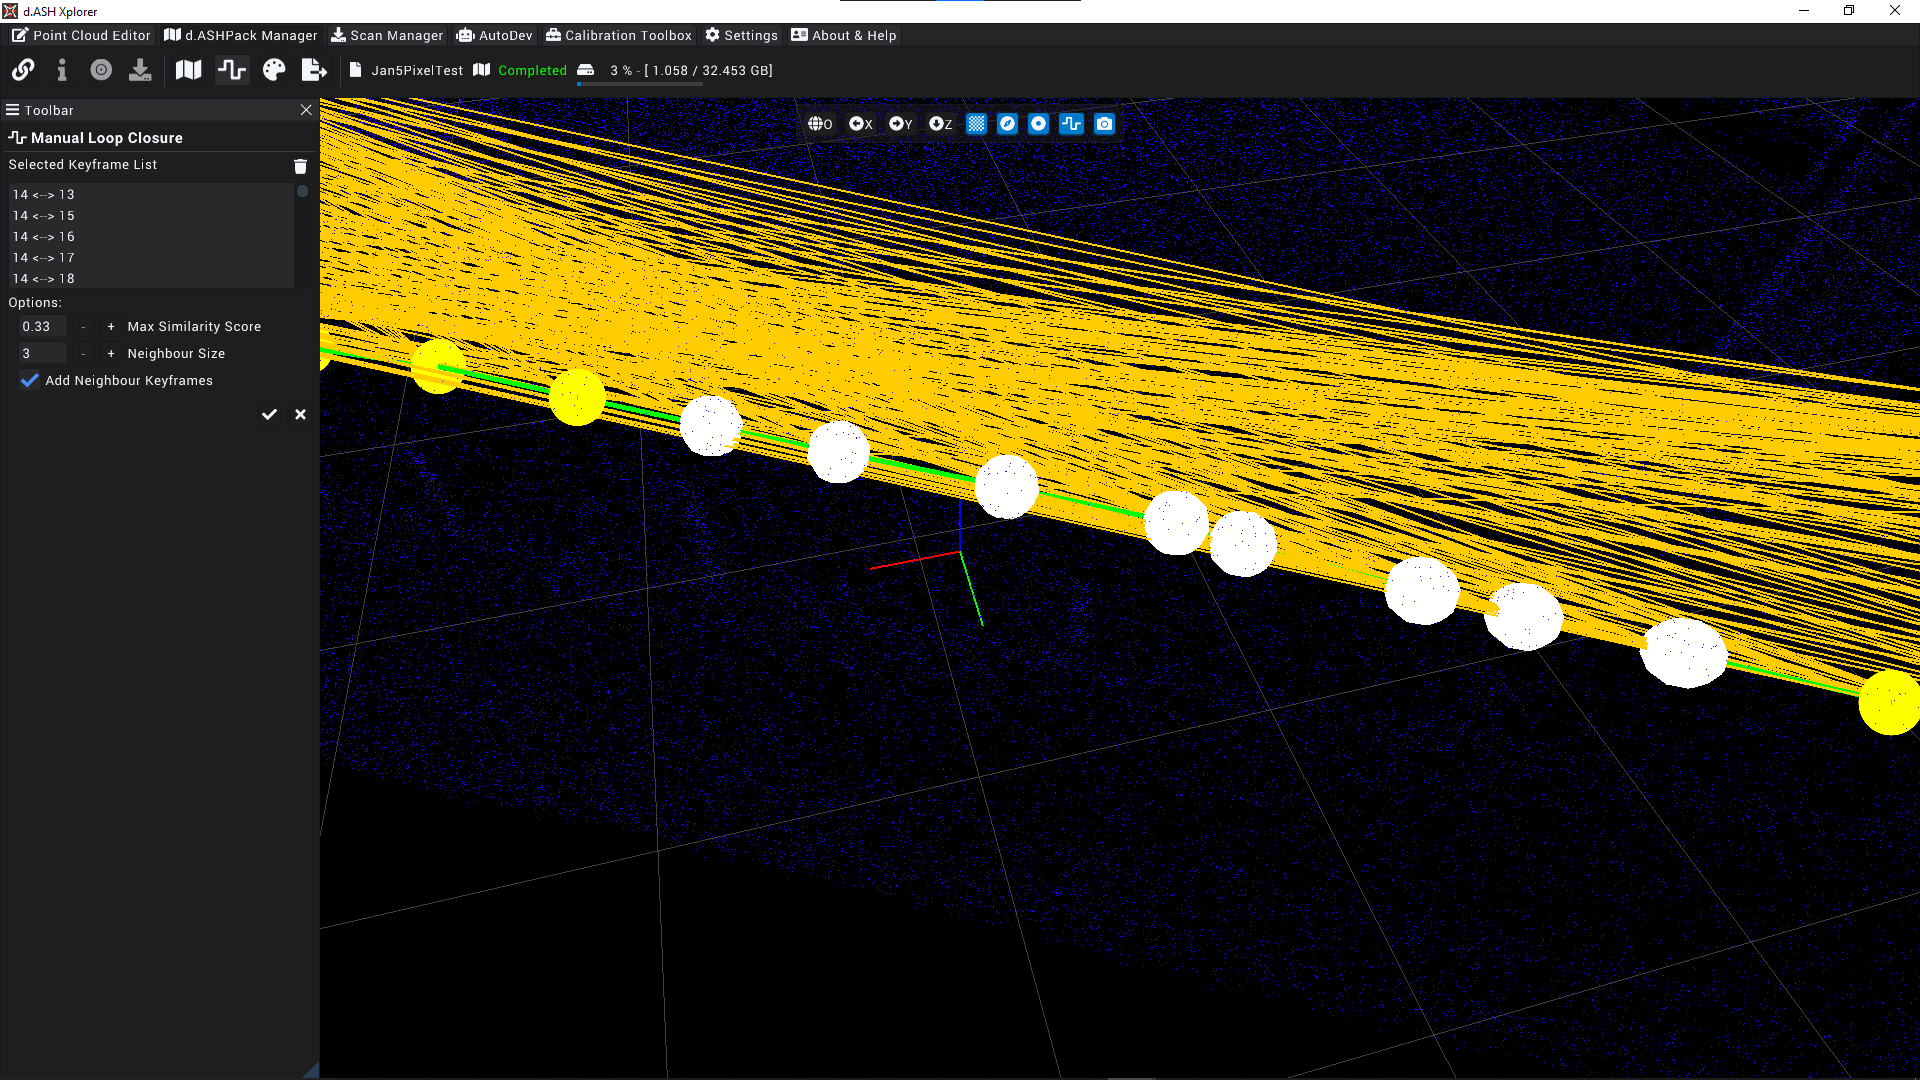 d.ASH Xplorer
Point Cloud Editor d.ASHPack Manager Scan Manager AutoDev Calibration Toolbox Settings About & Help
Jan5PixelTest Completed 3 % - [ 1.058 / 32.453 GB]
Toolbar
O X Y Z
Manual Loop Closure
Selected Keyframe List
14 <--> 13
14 <--> 15
14 <--> 16
14 <--> 17
14 <--> 18
Options:
0.33 - + Max Similarity Score
3 - + Neighbour Size
Add Neighbour Keyframes